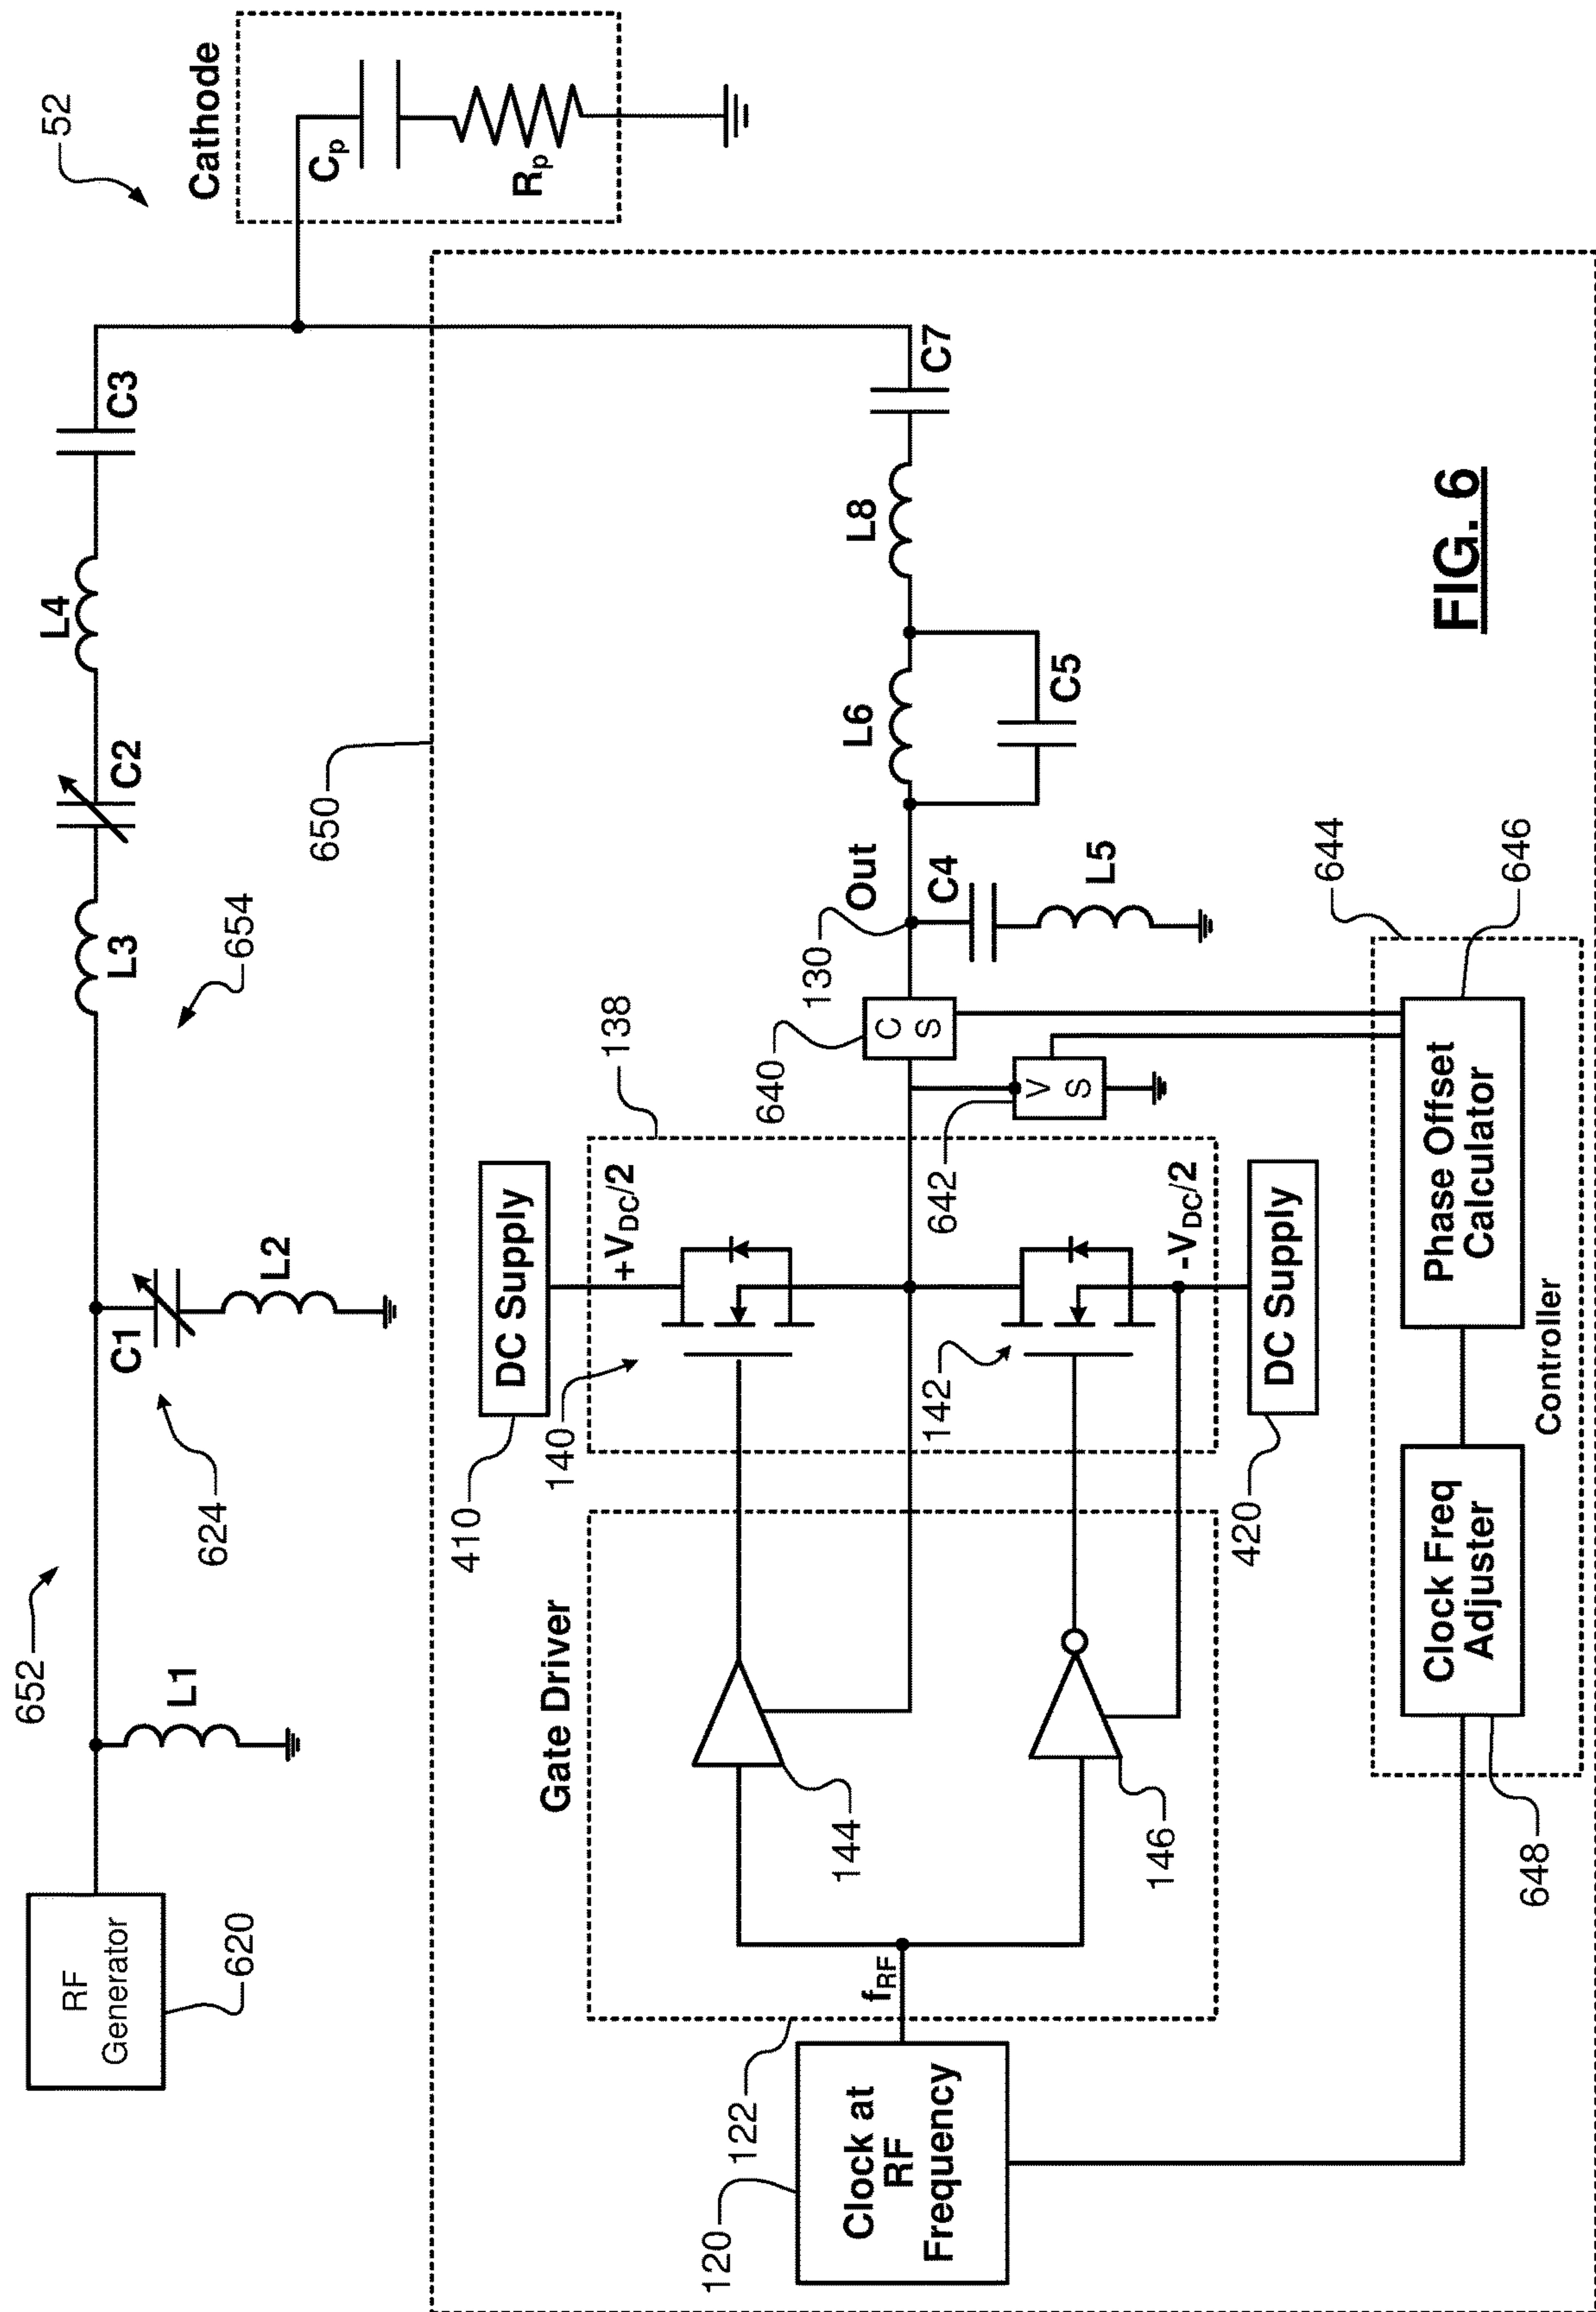 52
Cathode
Cp
Rp
RF
Generator
620
652
L1
C1
624
L2
654
L3
C2
L4
C3
650
410
DC Supply
138
+VDC/2
140
142
-VDC/2
420
DC Supply
Gate Driver
144
146
fRF
122
120
Clock at
RF
Frequency
640
C
S
642
V
S
130
Out
C4
L5
L6
C5
L8
C7
644
646
Phase Offset
Calculator
Clock Freq
Adjuster
Controller
648
FIG. 6